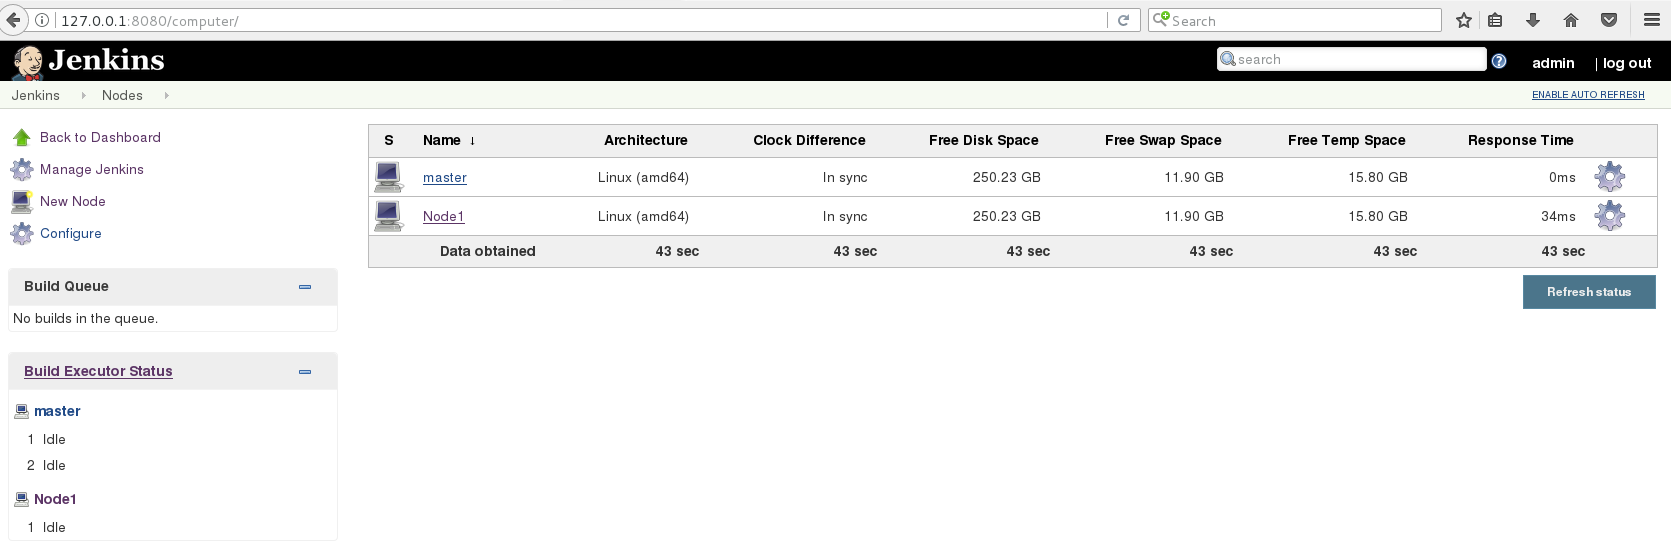 127.0.0.1:8080/computer/
Search
Jenkins
search
admin
| log out
Jenkins
Nodes
ENABLE AUTO REFRESH
Back to Dashboard
Manage Jenkins
New Node
Configure
Build Queue
No builds in the queue.
Build Executor Status
master
1 Idle
2 Idle
Node1
1 Idle
S Name ↓ Architecture Clock Difference Free Disk Space Free Swap Space Free Temp Space Response Time
master Linux (amd64) In sync 250.23 GB 11.90 GB 15.80 GB 0ms
Node1 Linux (amd64) In sync 250.23 GB 11.90 GB 15.80 GB 34ms
Data obtained 43 sec 43 sec 43 sec 43 sec 43 sec 43 sec
Refresh status